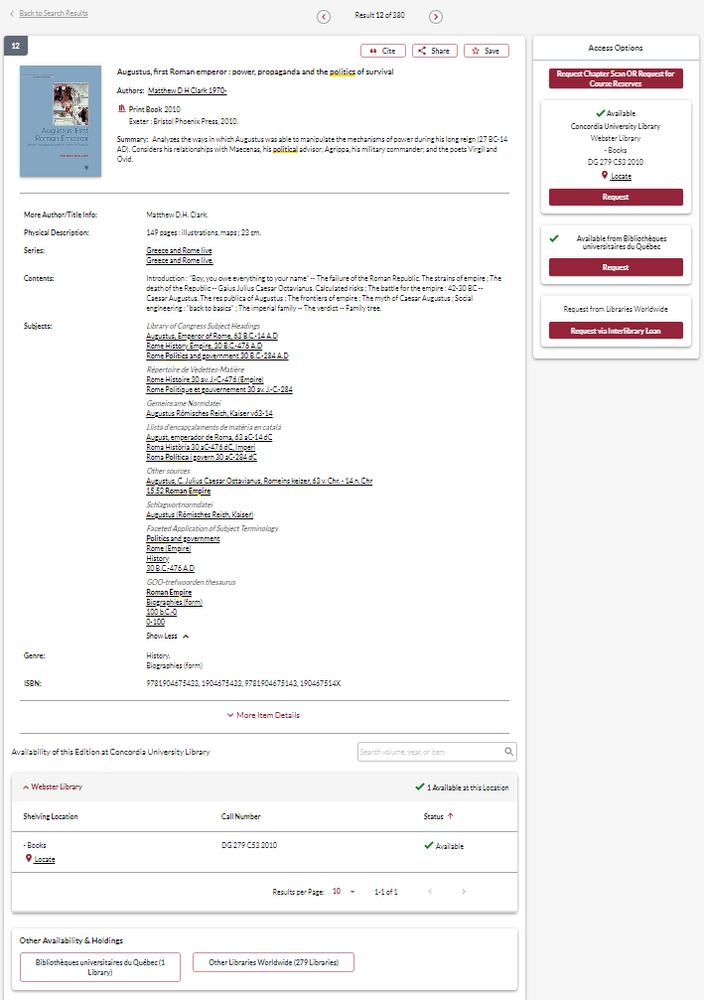 Back to Search Results
Result 12 of 380
12
Cite
Share
Save
Augustus, first Roman emperor : power, propaganda and the politics of survival
Authors: Matthew D H Clark 1970-
Print Book 2010
Exeter : Bristol Phoenix Press, 2010.
Summary: Analyzes the ways in which Augustus was able to manipulate the mechanisms of power during his long reign (27 BC-14
AD). Considers his relationships with Maecenas, his political advisor; Agrippa, his military commander; and the poets Virgil and
Ovid.
Augustus, First
Roman Emperor
More Author/Title Info: Matthew D.H. Clark.
Physical Description: 149 pages : illustrations, maps ; 23 cm.
Series: Greece and Rome live
Greece and Rome live.
Contents: Introduction : "Boy, you owe everything to your name" -- The failure of the Roman Republic. The strains of empire ; The
death of the Republic -- Gaius Julius Caesar Octavianus. Calculated risks ; The battle for the empire : 42-30 BC --
Caesar Augustus. The res publica of Augustus ; The frontiers of empire ; The myth of Caesar Augustus ; Social
engineering : "back to basics" ; The imperial family -- The verdict -- Family tree.
Subjects: Library of Congress Subject Headings
Augustus, Emperor of Rome, 63 B.C.-14 A.D
Rome History Empire, 30 B.C.-476 A.D
Rome Politics and government 30 B.C.-284 A.D
Répertoire de Vedettes-Matière
Rome Histoire 30 av. J.-C.-476 (Empire)
Rome Politique et gouvernement 30 av. J.-C.-284
Gemeinsame Normdatei
Augustus Römisches Reich, Kaiser v63-14
Llista d'encapçalaments de matèria en català
August, emperador de Roma, 63 aC-14 dC
Roma Història 30 aC-476 dC, Imperi
Roma Política i govern 30 aC-284 dC
Other sources
Augustus, C. Julius Caesar Octavianus, Romeins keizer, 63 v. Chr. - 14 n. Chr
15.52 Roman Empire
Schlagwortnormdatei
Augustus (Römisches Reich, Kaiser)
Faceted Application of Subject Terminology
Politics and government
Rome (Empire)
History
30 B.C.-476 A.D
GOO-trefwoorden thesaurus
Roman Empire
Biographies (form)
100 b.C.-0
0-100
Show Less
Genre: History.
Biographies (form)
ISBN: 9781904675433, 1904675433, 9781904675143, 190467514X
More Item Details
Availability of this Edition at Concordia University Library
Search volume, year, or item
Webster Library
1 Available at this Location
Shelving Location Call Number Status
- Books DG 279 C53 2010 Available
Locate
Results per Page: 10 1-1 of 1
Other Availability & Holdings
Bibliothèques universitaires du Québec (1
Library)
Other Libraries Worldwide (279 Libraries)
Access Options
Request Chapter Scan OR Request for
Course Reserves
Available
Concordia University Library
Webster Library
- Books
DG 279 C53 2010
Locate
Request
Available from Bibliothèques
universitaires du Québec
Request
Request from Libraries Worldwide
Request via Interlibrary Loan